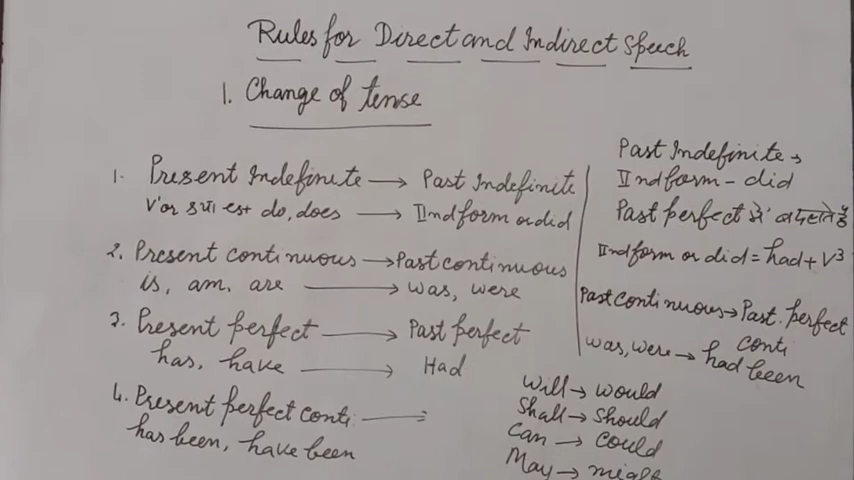 Rules for Direct and Indirect Speech
1. Change of tense
1. Present Indefinite → Past Indefinite
V' or s या es+ do, does → IInd form or did
2. Present continuous → Past continuous
is, am, are → was, were
3. Present perfect → Past perfect
has, have → Had
4. Present perfect conti →
has been, have been
Past Indefinite →
IInd form - did
Past perfect में बदलते हैं
IInd form or did = had + V³
Past continuous → Past. perfect
conti
was, were → had been
Will → would
Shall → Should
Can → Could
May → might